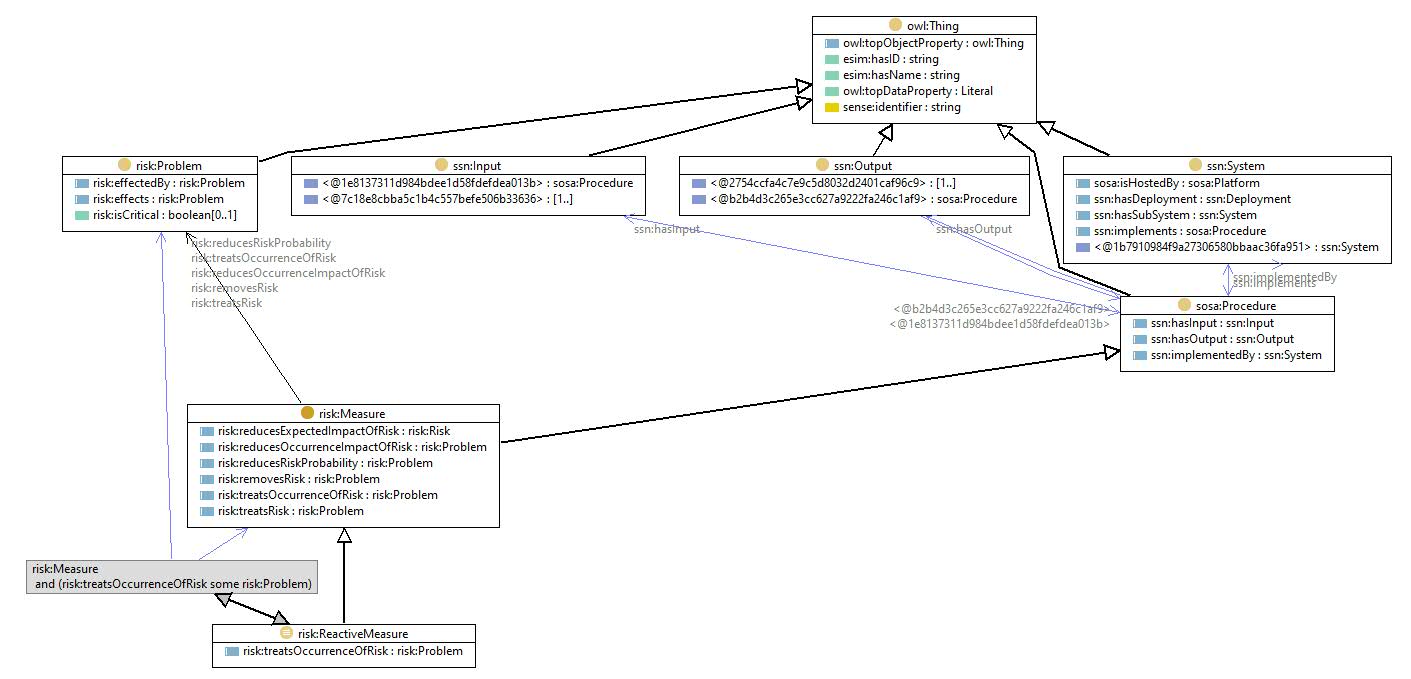 owl:Thing
owl:topObjectProperty : owl:Thing
esim:hasID : string
esim:hasName : string
owl:topDataProperty : Literal
sense:identifier : string
risk:Problem
risk:effectedBy : risk:Problem
risk:effects : risk:Problem
risk:isCritical : boolean[0..1]
ssn:Input
<@1e8137311d984bdee1d58fdefdea013b> : sosa:Procedure
<@7c18e8cbba5c1b4c557befe506b33636> : [1..]
ssn:Output
<@2754ccfa4c7e9c5d8032d2401caf96c9> : [1..]
<@b2b4d3c265e3cc627a9222fa246c1af9> : sosa:Procedure
ssn:System
sosa:isHostedBy : sosa:Platform
ssn:hasDeployment : ssn:Deployment
ssn:hasSubSystem : ssn:System
ssn:implements : sosa:Procedure
<@1b7910984f9a27306580bbaac36fa951> : ssn:System
ssn:hasInput
ssn:hasOutput
risk:reducesRiskProbability
risk:treatsOccurrenceOfRisk
risk:reducesOccurrenceImpactOfRisk
risk:removesRisk
risk:treatsRisk
ssn:implementedBy
ssn:implements
<@b2b4d3c265e3cc627a9222fa246c1af9>
<@1e8137311d984bdee1d58fdefdea013b>
sosa:Procedure
ssn:hasInput : ssn:Input
ssn:hasOutput : ssn:Output
ssn:implementedBy : ssn:System
risk:Measure
risk:reducesExpectedImpactOfRisk : risk:Risk
risk:reducesOccurrenceImpactOfRisk : risk:Problem
risk:reducesRiskProbability : risk:Problem
risk:removesRisk : risk:Problem
risk:treatsOccurrenceOfRisk : risk:Problem
risk:treatsRisk : risk:Problem
risk:Measure
and (risk:treatsOccurrenceOfRisk some risk:Problem)
risk:ReactiveMeasure
risk:treatsOccurrenceOfRisk : risk:Problem